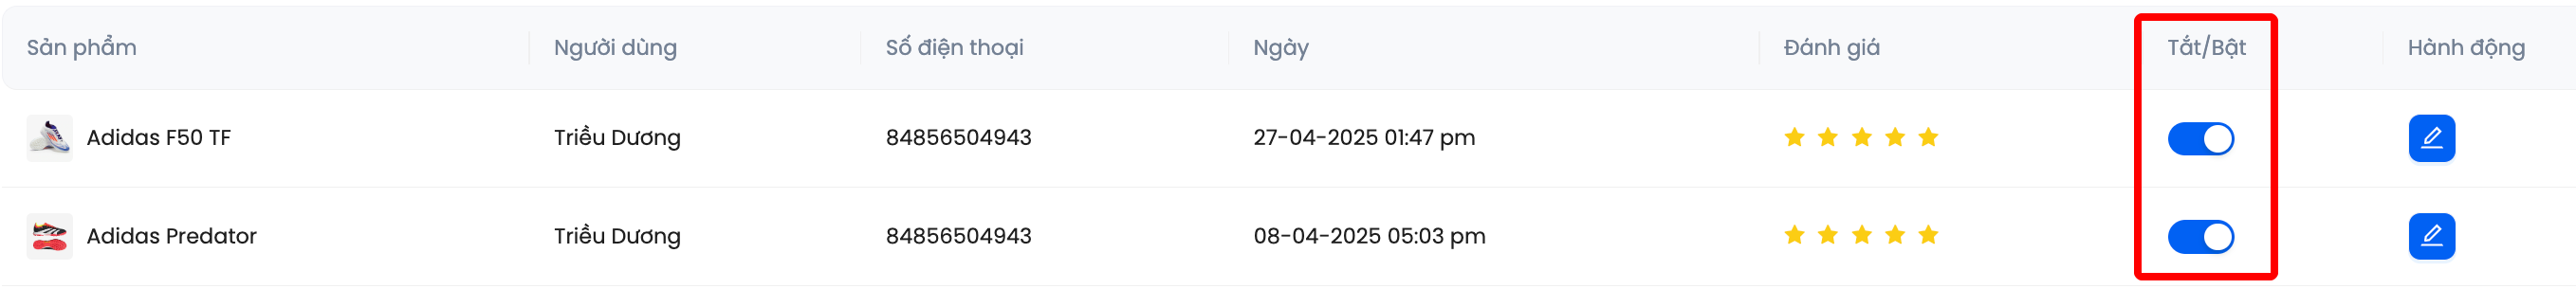 Sản phẩm Người dùng Số điện thoại Ngày Đánh giá Tắt/Bật Hành động
Adidas F50 TF Triều Dương 84856504943 27-04-2025 01:47 pm
Adidas Predator Triều Dương 84856504943 08-04-2025 05:03 pm